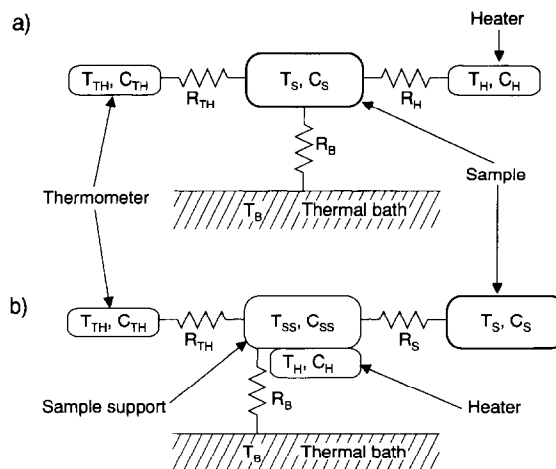 a)
Heater
T_TH, C_TH
R_TH
T_S, C_S
R_H
T_H, C_H
R_B
Sample
Thermometer
T_B Thermal bath
b)
T_TH, C_TH
R_TH
T_SS, C_SS
R_S
T_S, C_S
T_H, C_H
Sample support
R_B
Heater
T_B Thermal bath